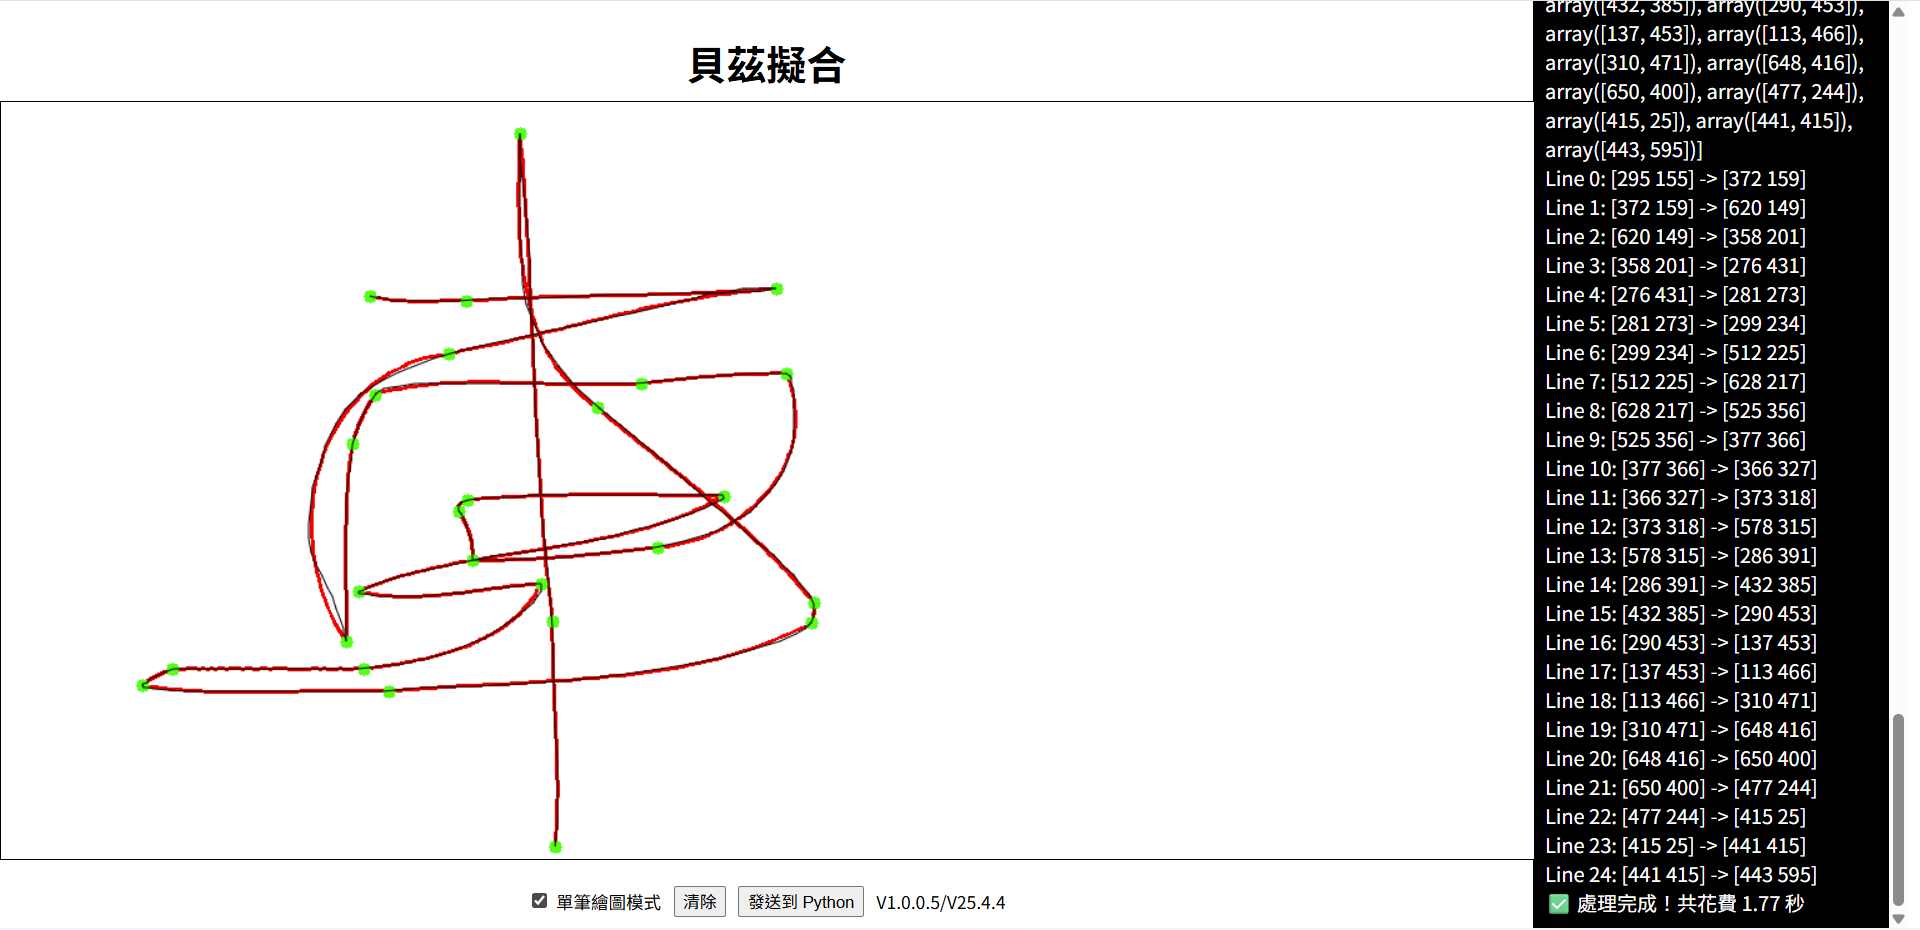 貝茲擬合
單筆繪圖模式 清除 發送到 Python V1.0.0.5/V25.4.4
array([432, 385]), array([290, 453]),
array([137, 453]), array([113, 466]),
array([310, 471]), array([648, 416]),
array([650, 400]), array([477, 244]),
array([415, 25]), array([441, 415]),
array([443, 595])]
Line 0: [295 155] -> [372 159]
Line 1: [372 159] -> [620 149]
Line 2: [620 149] -> [358 201]
Line 3: [358 201] -> [276 431]
Line 4: [276 431] -> [281 273]
Line 5: [281 273] -> [299 234]
Line 6: [299 234] -> [512 225]
Line 7: [512 225] -> [628 217]
Line 8: [628 217] -> [525 356]
Line 9: [525 356] -> [377 366]
Line 10: [377 366] -> [366 327]
Line 11: [366 327] -> [373 318]
Line 12: [373 318] -> [578 315]
Line 13: [578 315] -> [286 391]
Line 14: [286 391] -> [432 385]
Line 15: [432 385] -> [290 453]
Line 16: [290 453] -> [137 453]
Line 17: [137 453] -> [113 466]
Line 18: [113 466] -> [310 471]
Line 19: [310 471] -> [648 416]
Line 20: [648 416] -> [650 400]
Line 21: [650 400] -> [477 244]
Line 22: [477 244] -> [415 25]
Line 23: [415 25] -> [441 415]
Line 24: [441 415] -> [443 595]
✅ 處理完成！共花費 1.77 秒